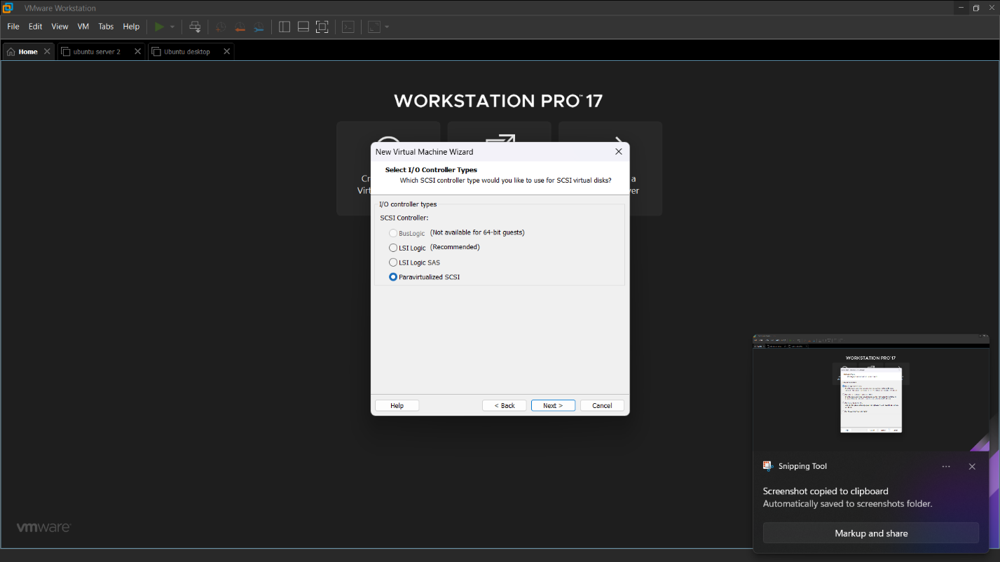 VMware Workstation
File Edit View VM Tabs Help
Home ubuntu server 2 Ubuntu desktop
WORKSTATION PRO™ 17
Cr
Virt
a
ver
New Virtual Machine Wizard
Select I/O Controller Types
Which SCSI controller type would you like to use for SCSI virtual disks?
I/O controller types
SCSI Controller:
BusLogic (Not available for 64-bit guests)
LSI Logic (Recommended)
LSI Logic SAS
Paravirtualized SCSI
Help < Back Next > Cancel
WORKSTATION PRO 17
Snipping Tool
Screenshot copied to clipboard
Automatically saved to screenshots folder.
Markup and share
vmware